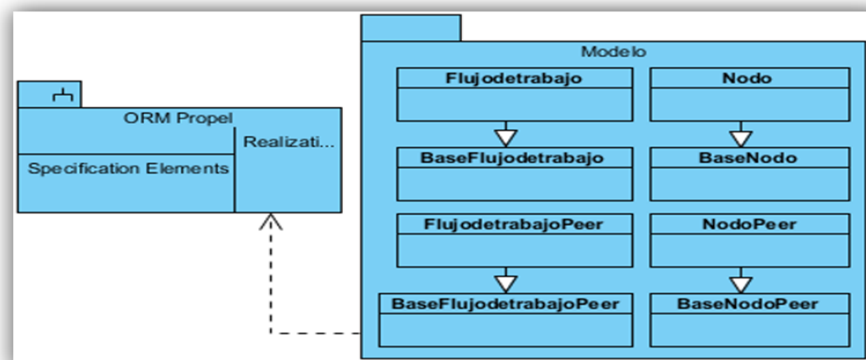 Modelo
Flujodetrabajo
Nodo
ORM Propel
Realizati...
Specification Elements
BaseFlujodetrabajo
BaseNodo
FlujodetrabajoPeer
NodoPeer
BaseFlujodetrabajoPeer
BaseNodoPeer